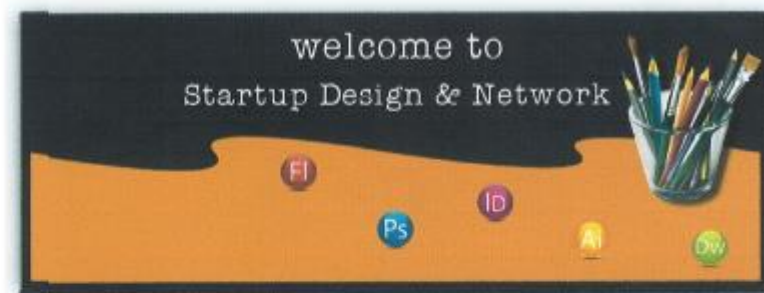 welcome to
Startup Design & Network
Fl
ID
Ps
Ai
Dw